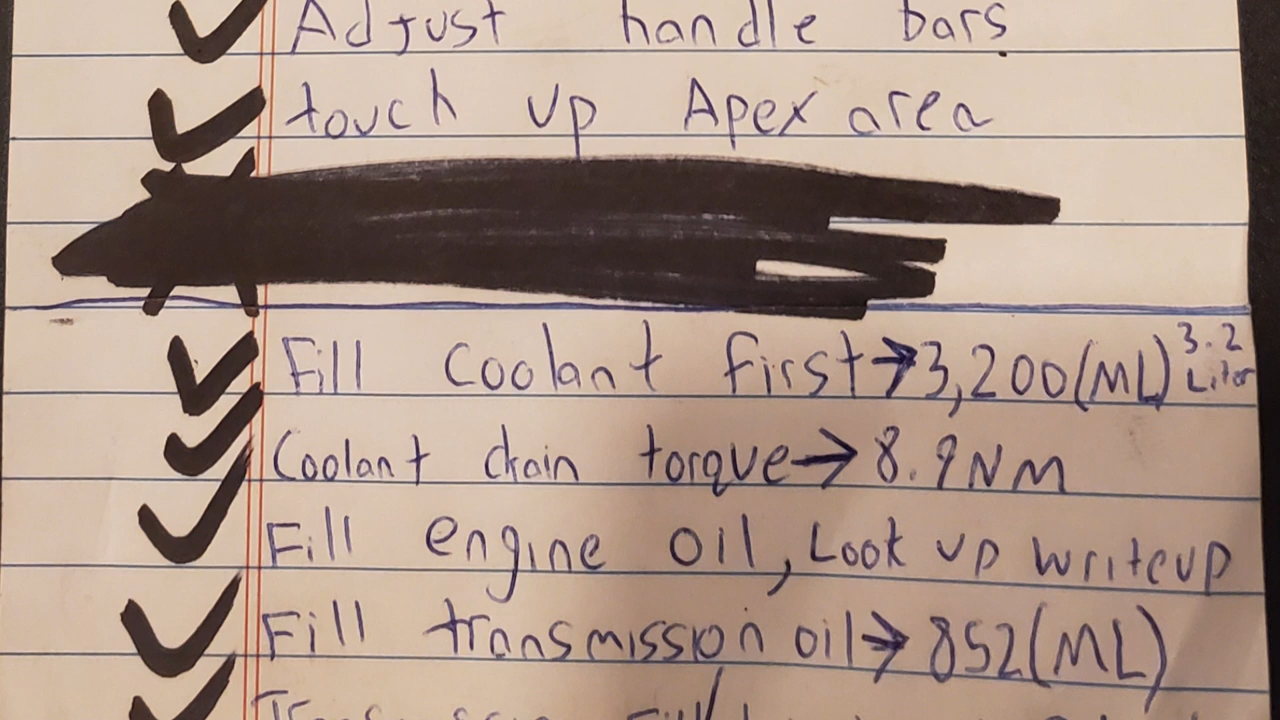 Adjust handle bars
touch up Apex area
Fill Coolant first→3,200(ML) 3.2 Liter
Coolant drain torque→8.9NM
Fill engine oil, Look up writeup
Fill transmission oil→852(ML)